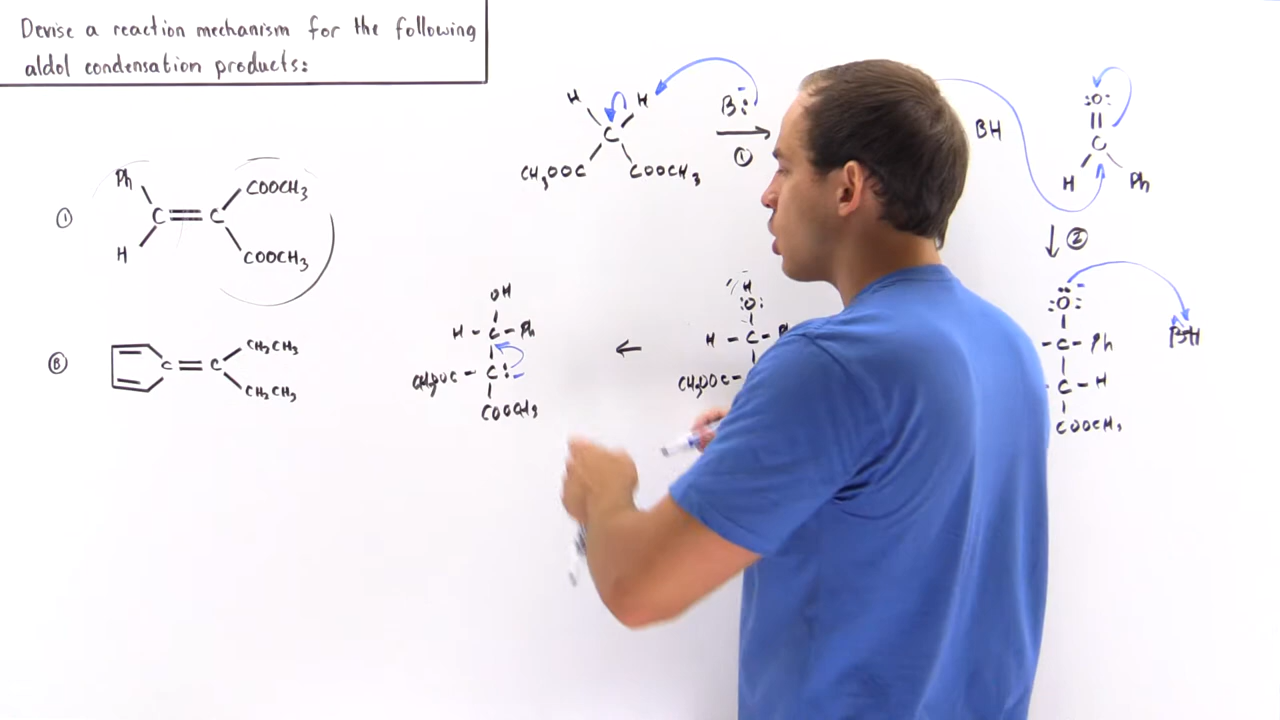 Devise a reaction mechanism for the following
aldol condensation products:
① Ph COOCH₃
C = C
H COOCH₃
Ⓑ C = C CH₂CH₃
CH₂CH₃
H H B:⁻
C
CH₃OOC COOCH₃ ①
BH
:O:
C
H Ph
②
OH
H - C - Ph
CH₃OOC - C:⁻
COOCH₃
H
:O:
H - C - Ph
CH₃OOC -
:O:⁻
- C - Ph
C - H
COOCH₃
BH